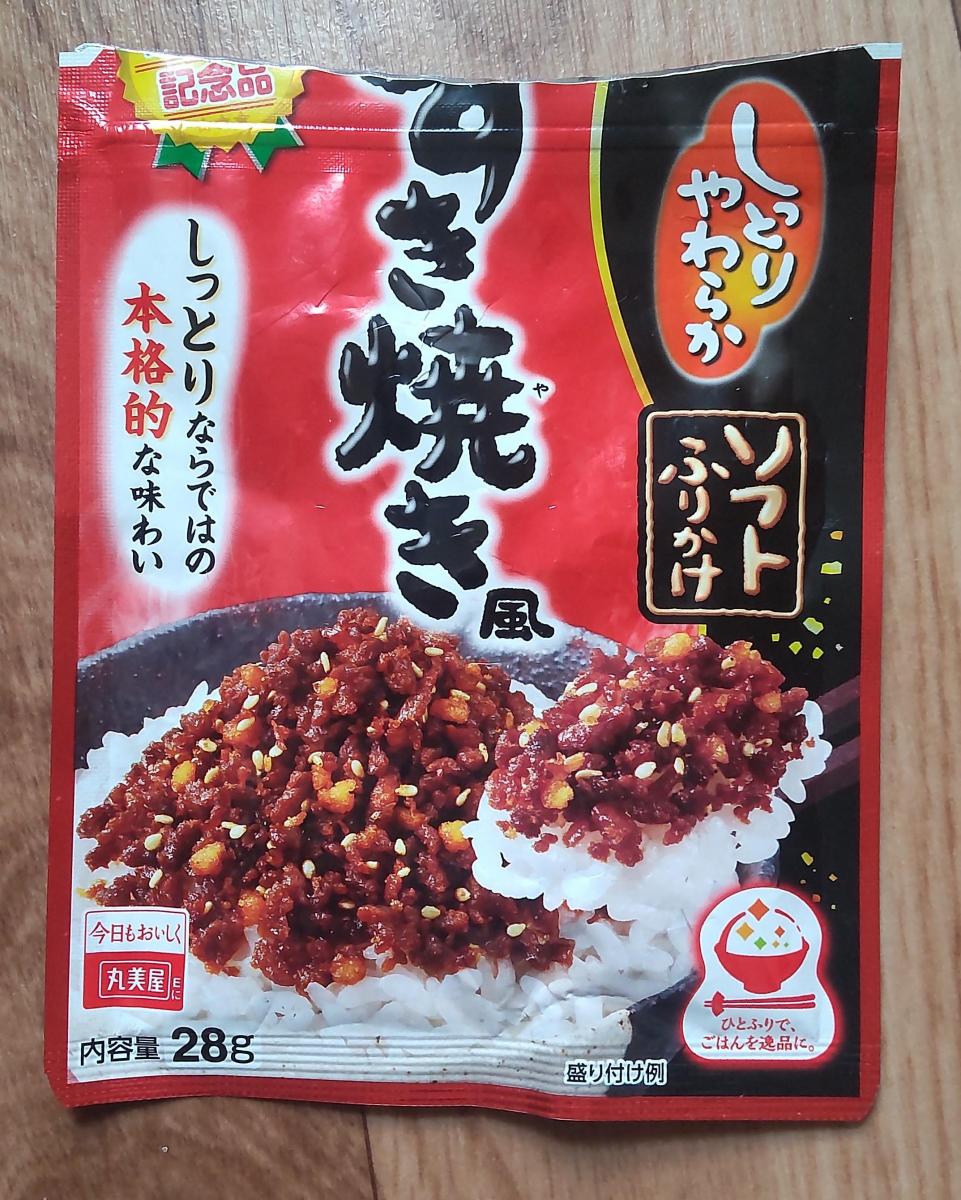 記念品
すき焼き風
や
しっとり
やわらか
ソフト
ふりかけ
しっとりならではの
本格的な味わい
今日もおいしく
丸美屋
内容量 28g
盛り付け例
ひとふりで、
ごはんを逸品に。